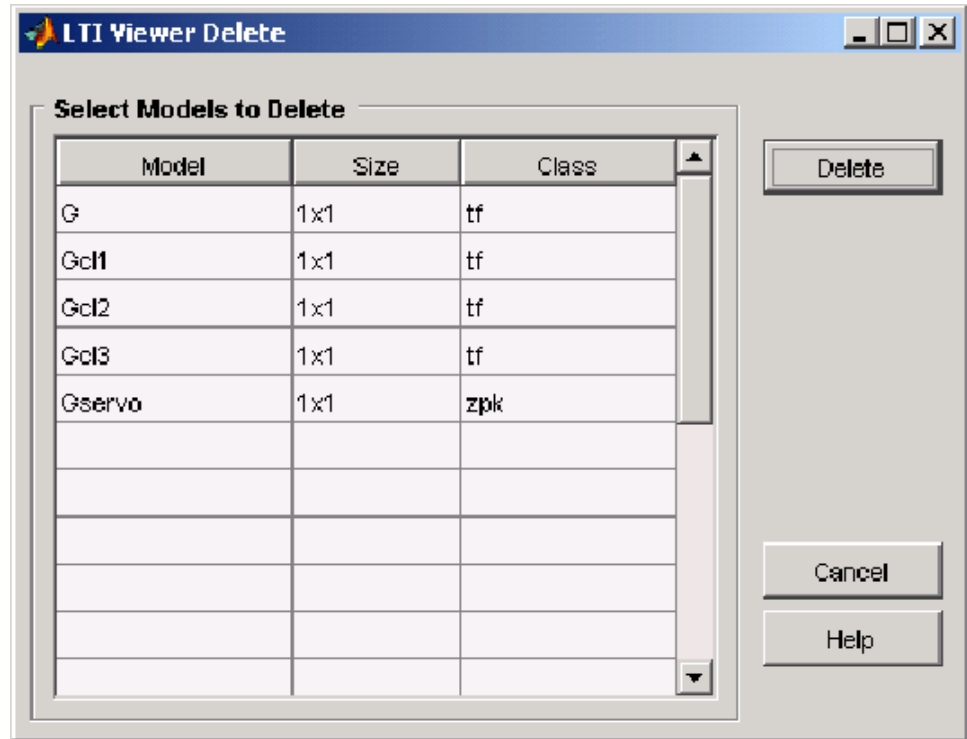 LTI Viewer Delete
Select Models to Delete
Model Size Class
G 1x1 tf
Gcl1 1x1 tf
Gcl2 1x1 tf
Gcl3 1x1 tf
Gservo 1x1 zpk
Delete
Cancel
Help